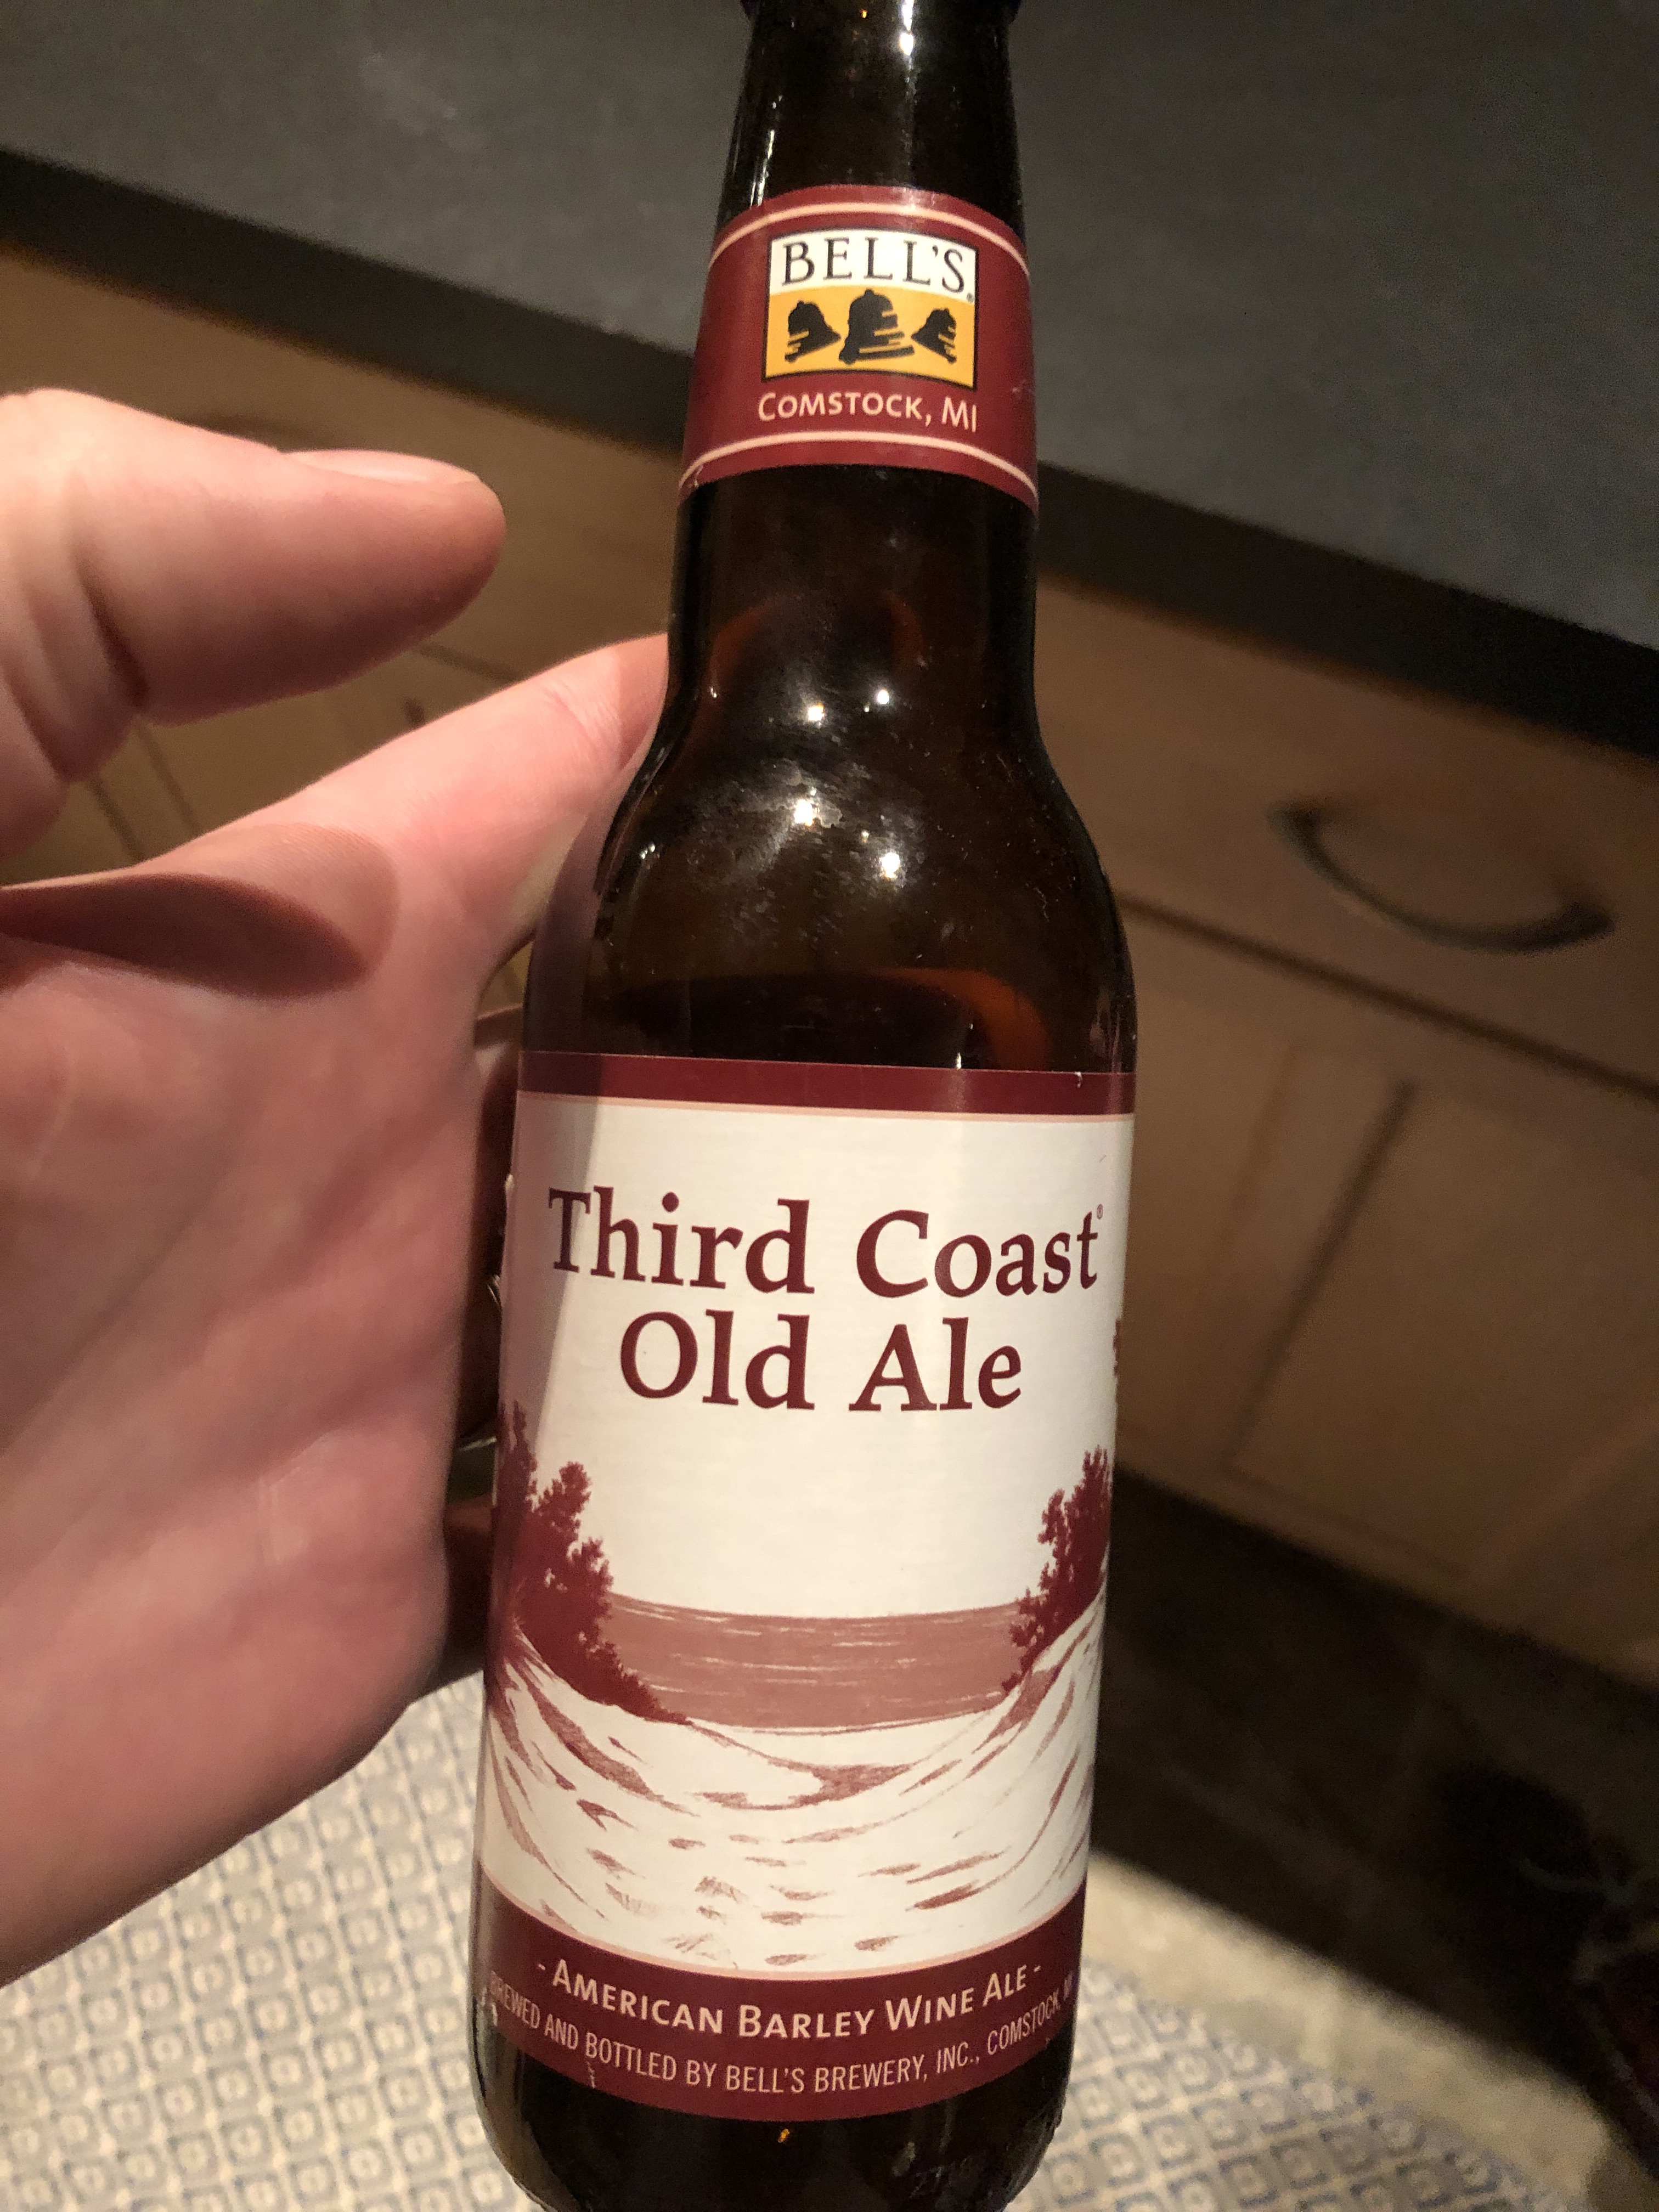 BELL'S®
COMSTOCK, MI
Third Coast®
Old Ale
- AMERICAN BARLEY WINE ALE -
BREWED AND BOTTLED BY BELL'S BREWERY, INC., COMSTOCK, MI